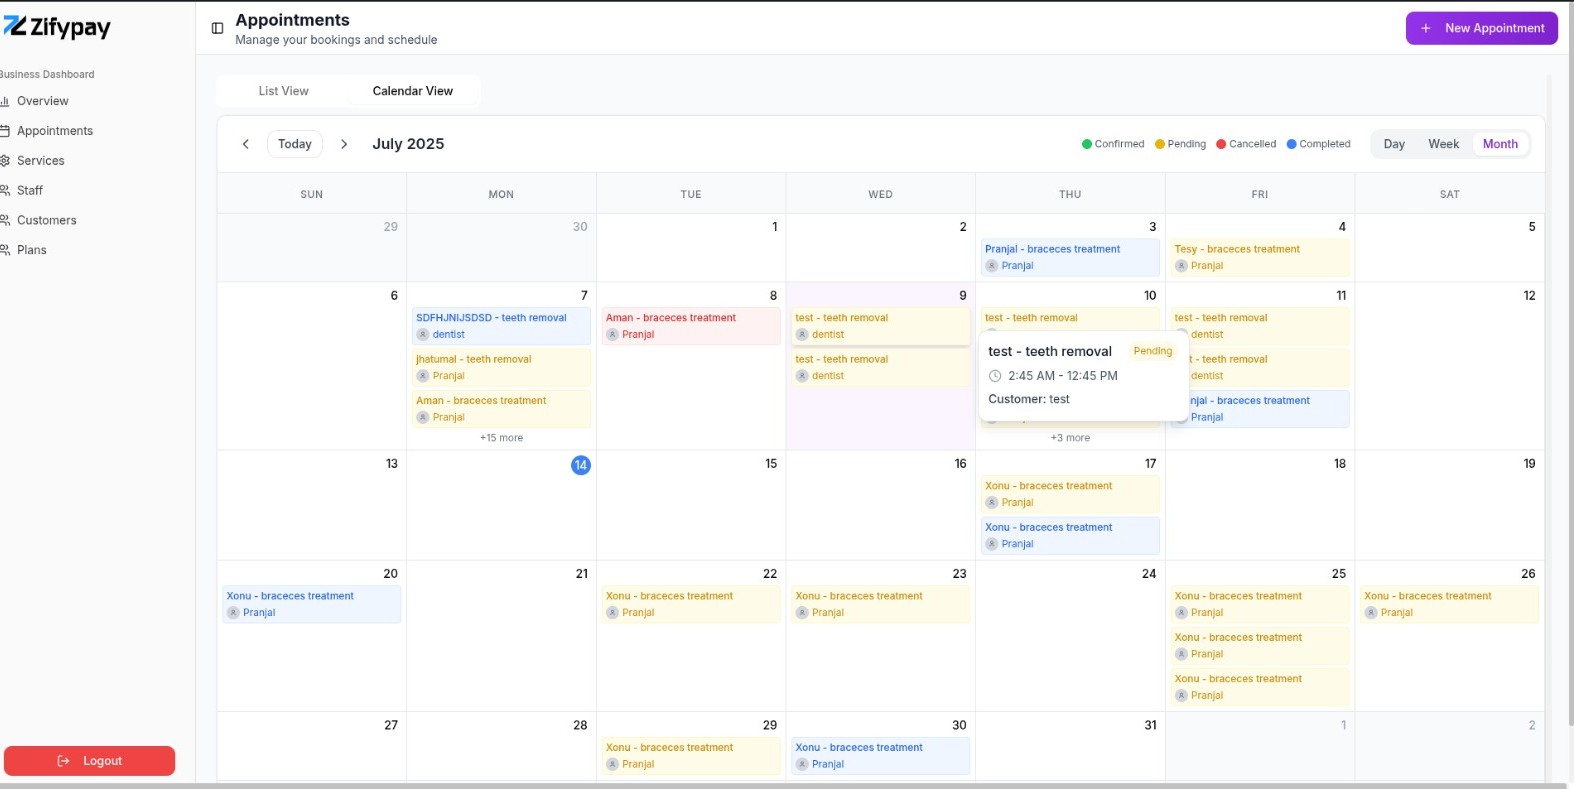 Zifypay
Appointments
Manage your bookings and schedule
New Appointment
Business Dashboard
Overview
Appointments
Services
Staff
Customers
Plans
Logout
List View
Calendar View
Today
July 2025
Confirmed
Pending
Cancelled
Completed
Day
Week
Month
SUN
MON
TUE
WED
THU
FRI
SAT
29
30
1
2
3
Pranjal - braceces treatment
Pranjal
4
Tesy - braceces treatment
Pranjal
5
6
7
SDFHJNIJSDSD - teeth removal
dentist
jhatumal - teeth removal
Pranjal
Aman - braceces treatment
Pranjal
+15 more
8
Aman - braceces treatment
Pranjal
9
test - teeth removal
dentist
test - teeth removal
dentist
10
test - teeth removal
test - teeth removal
Pending
2:45 AM - 12:45 PM
Customer: test
+3 more
11
test - teeth removal
dentist
- teeth removal
dentist
- braceces treatment
Pranjal
12
13
14
15
16
17
Xonu - braceces treatment
Pranjal
Xonu - braceces treatment
Pranjal
18
19
20
Xonu - braceces treatment
Pranjal
21
22
Xonu - braceces treatment
Pranjal
23
Xonu - braceces treatment
Pranjal
24
25
Xonu - braceces treatment
Pranjal
Xonu - braceces treatment
Pranjal
Xonu - braceces treatment
Pranjal
26
Xonu - braceces treatment
Pranjal
27
28
29
Xonu - braceces treatment
Pranjal
30
Xonu - braceces treatment
Pranjal
31
1
2